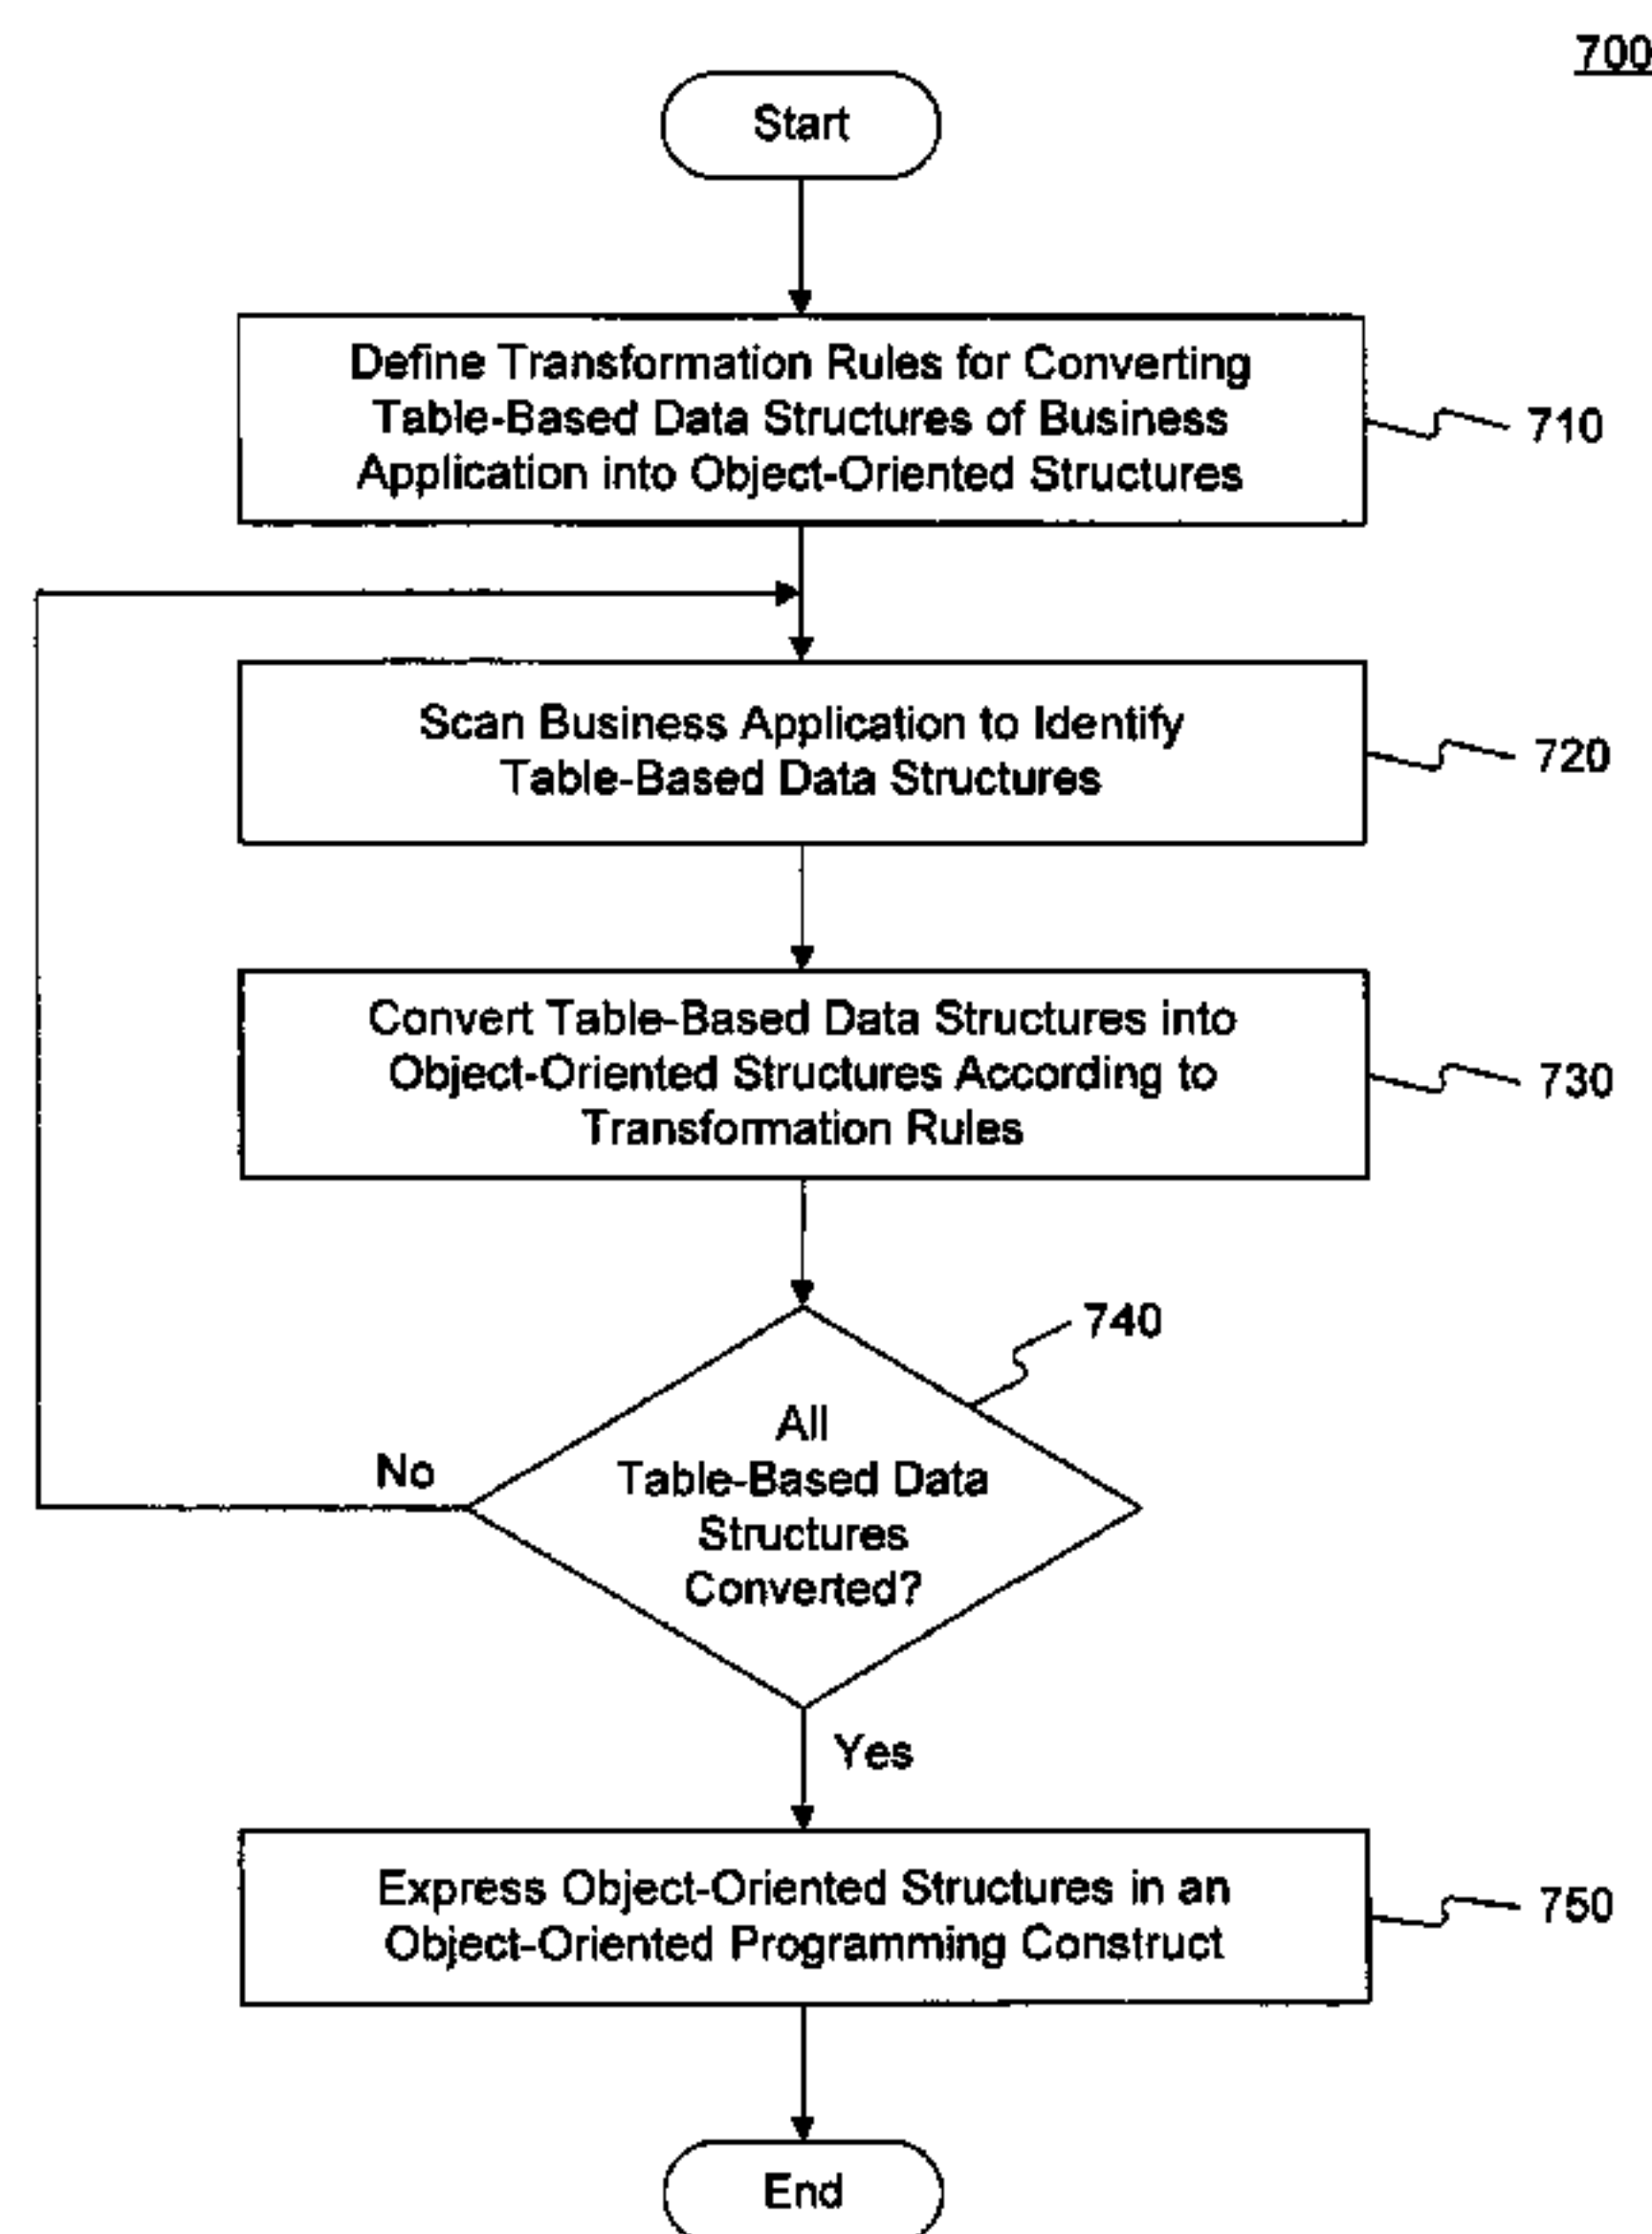 700
Start
Define Transformation Rules for Converting
Table-Based Data Structures of Business
Application into Object-Oriented Structures
710
Scan Business Application to Identify
Table-Based Data Structures
720
Convert Table-Based Data Structures into
Object-Oriented Structures According to
Transformation Rules
730
740
All
Table-Based Data
Structures
Converted?
No
Yes
Express Object-Oriented Structures in an
Object-Oriented Programming Construct
750
End